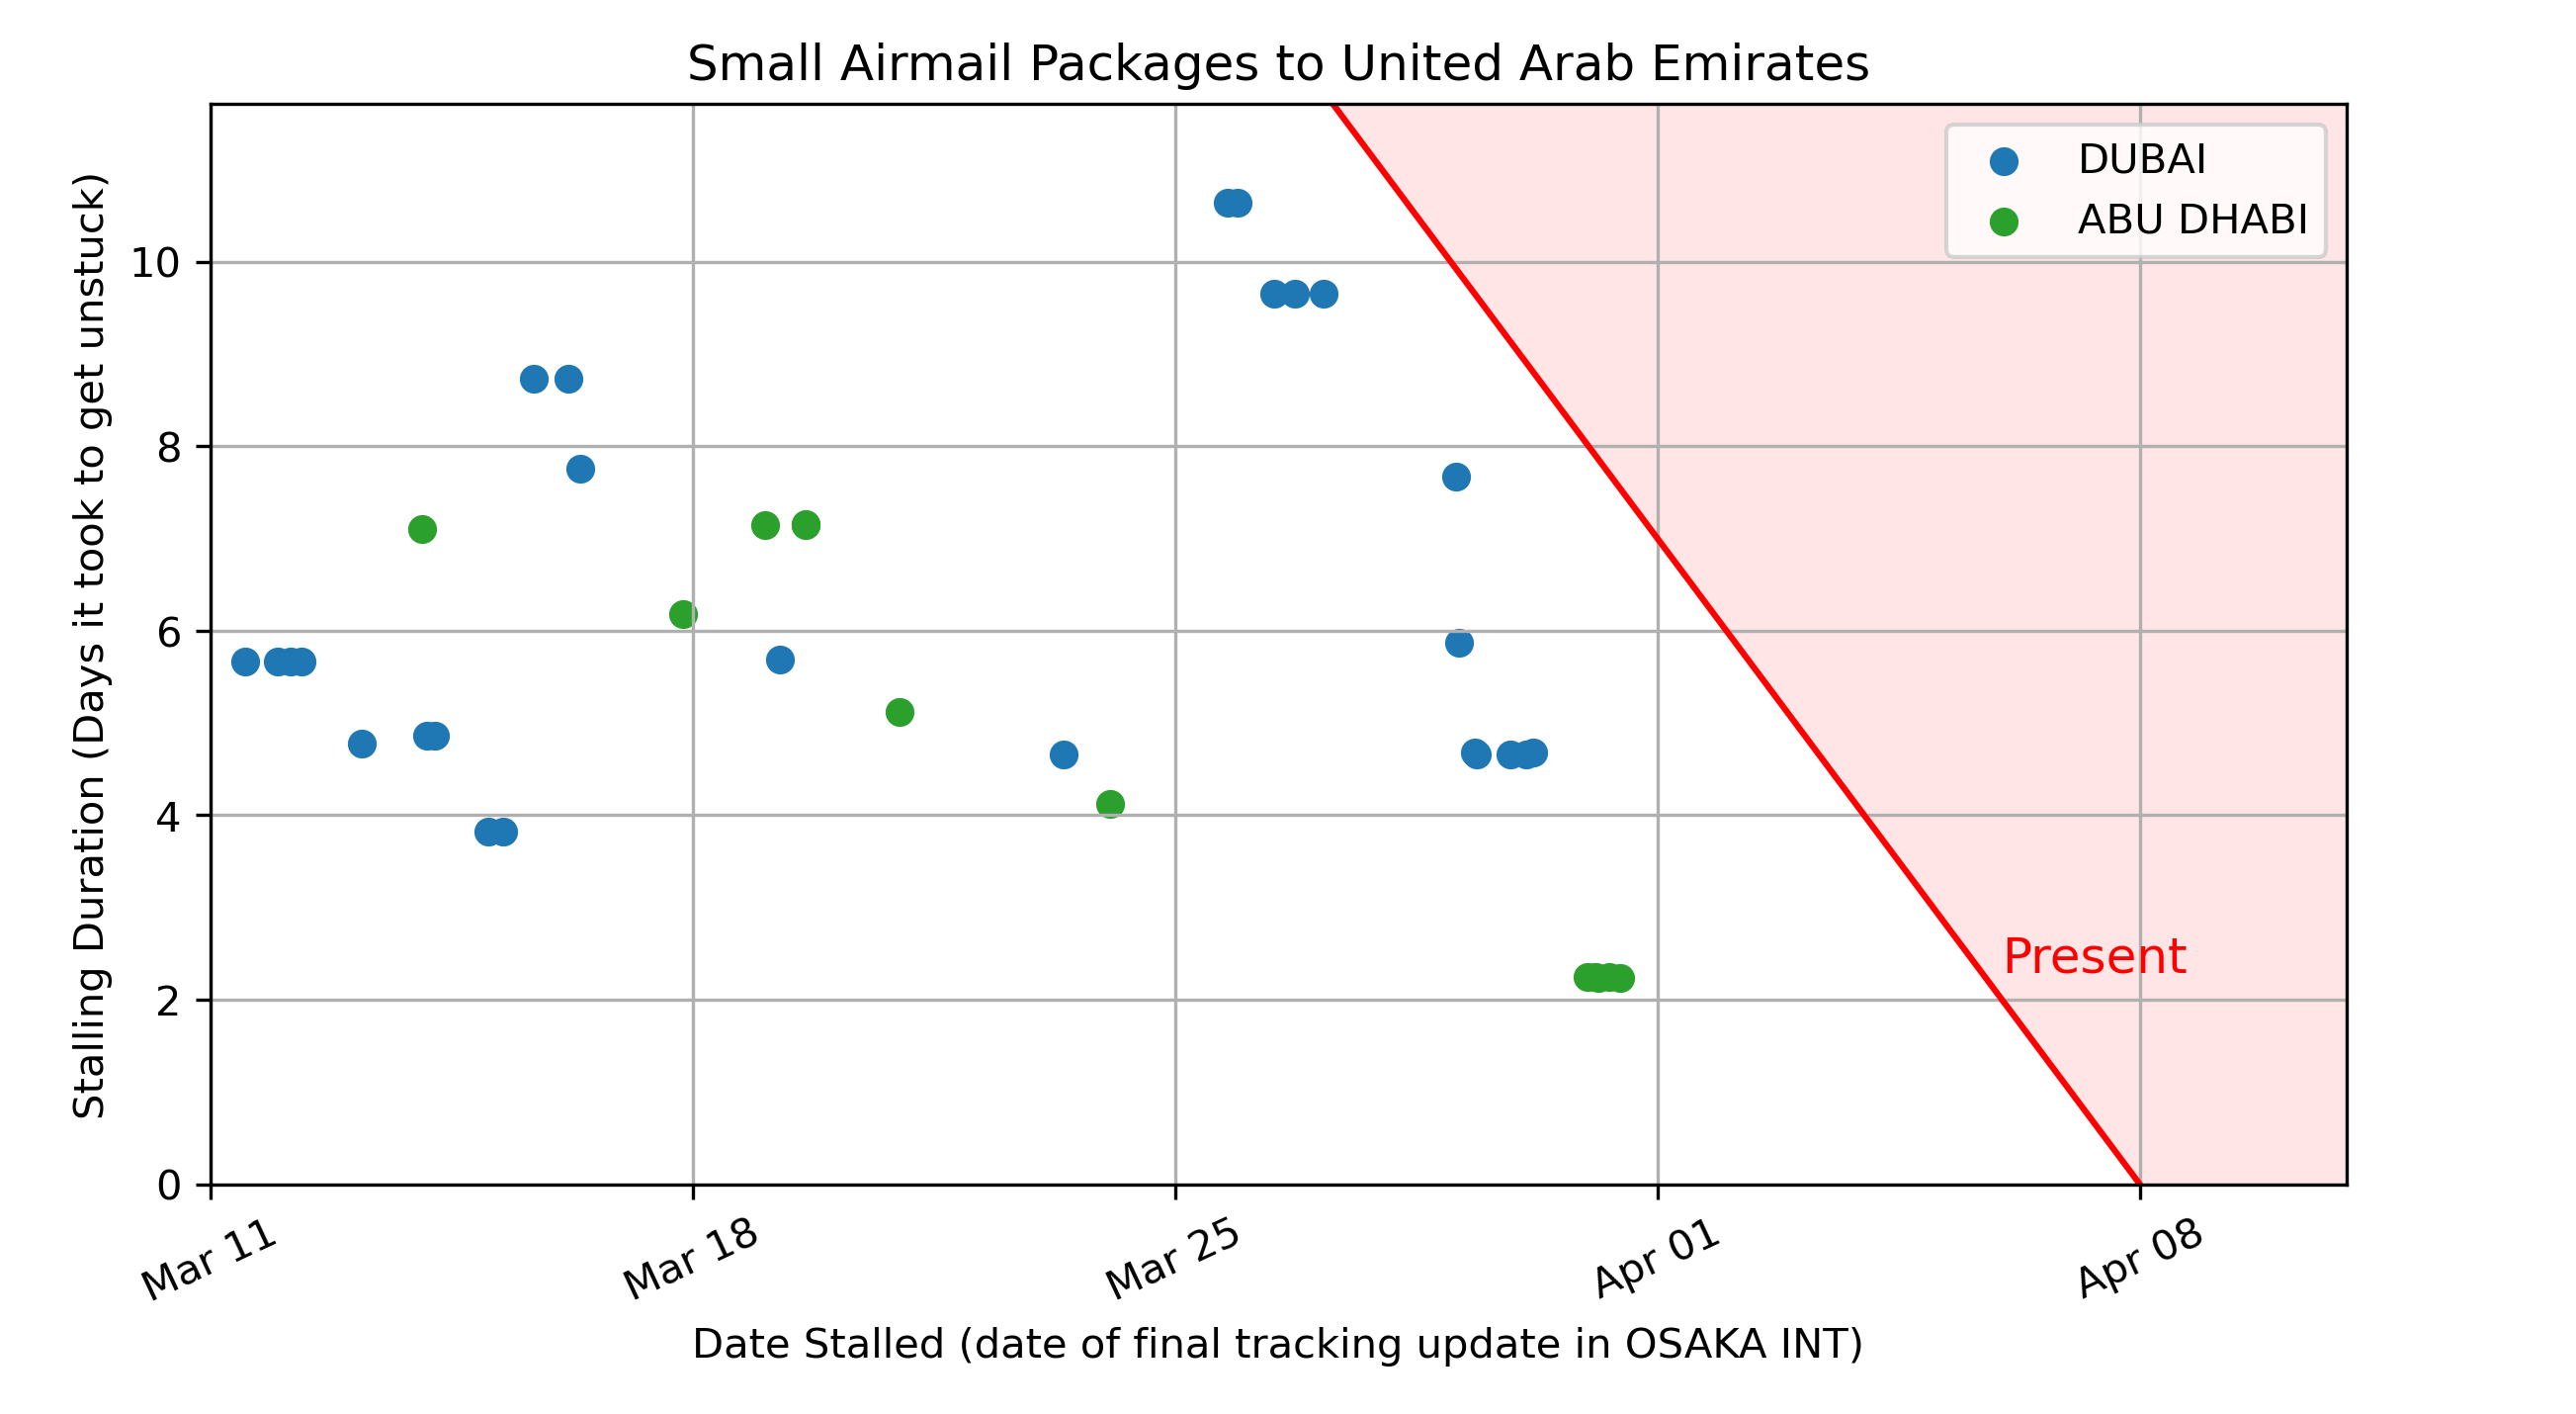 Small Airmail Packages to United Arab Emirates
Stalling Duration (Days it took to get unstuck)
10
8
6
4
2
0
DUBAI
ABU DHABI
Present
Mar 11
Mar 18
Mar 25
Apr 01
Apr 08
Date Stalled (date of final tracking update in OSAKA INT)